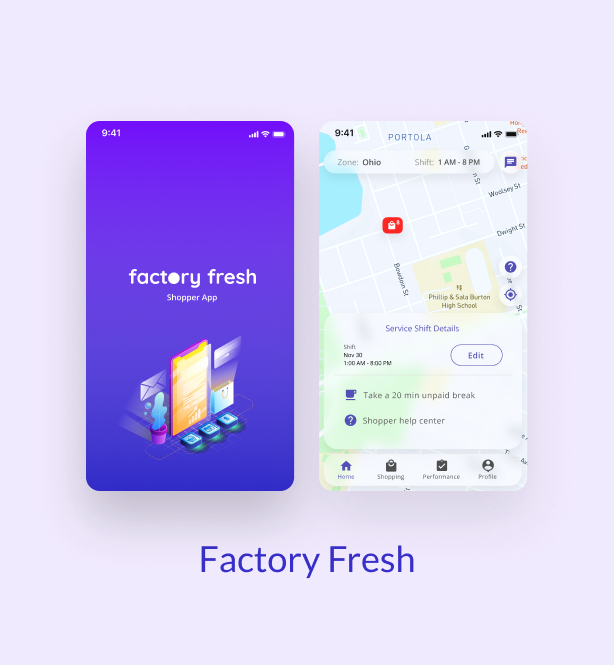 9:41
factory fresh
Shopper App
9:41
PORTOLA
Zone: Ohio
Shift: 1 AM - 8 PM
Woolsey St
Dwight St
8
Bowdoin St
Phillip & Sala Burton
High School
Service Shift Details
Shift
Nov 30
1:00 AM - 8:00 PM
Edit
Take a 20 min unpaid break
Shopper help center
Home
Shopping
Performance
Profile
Factory Fresh